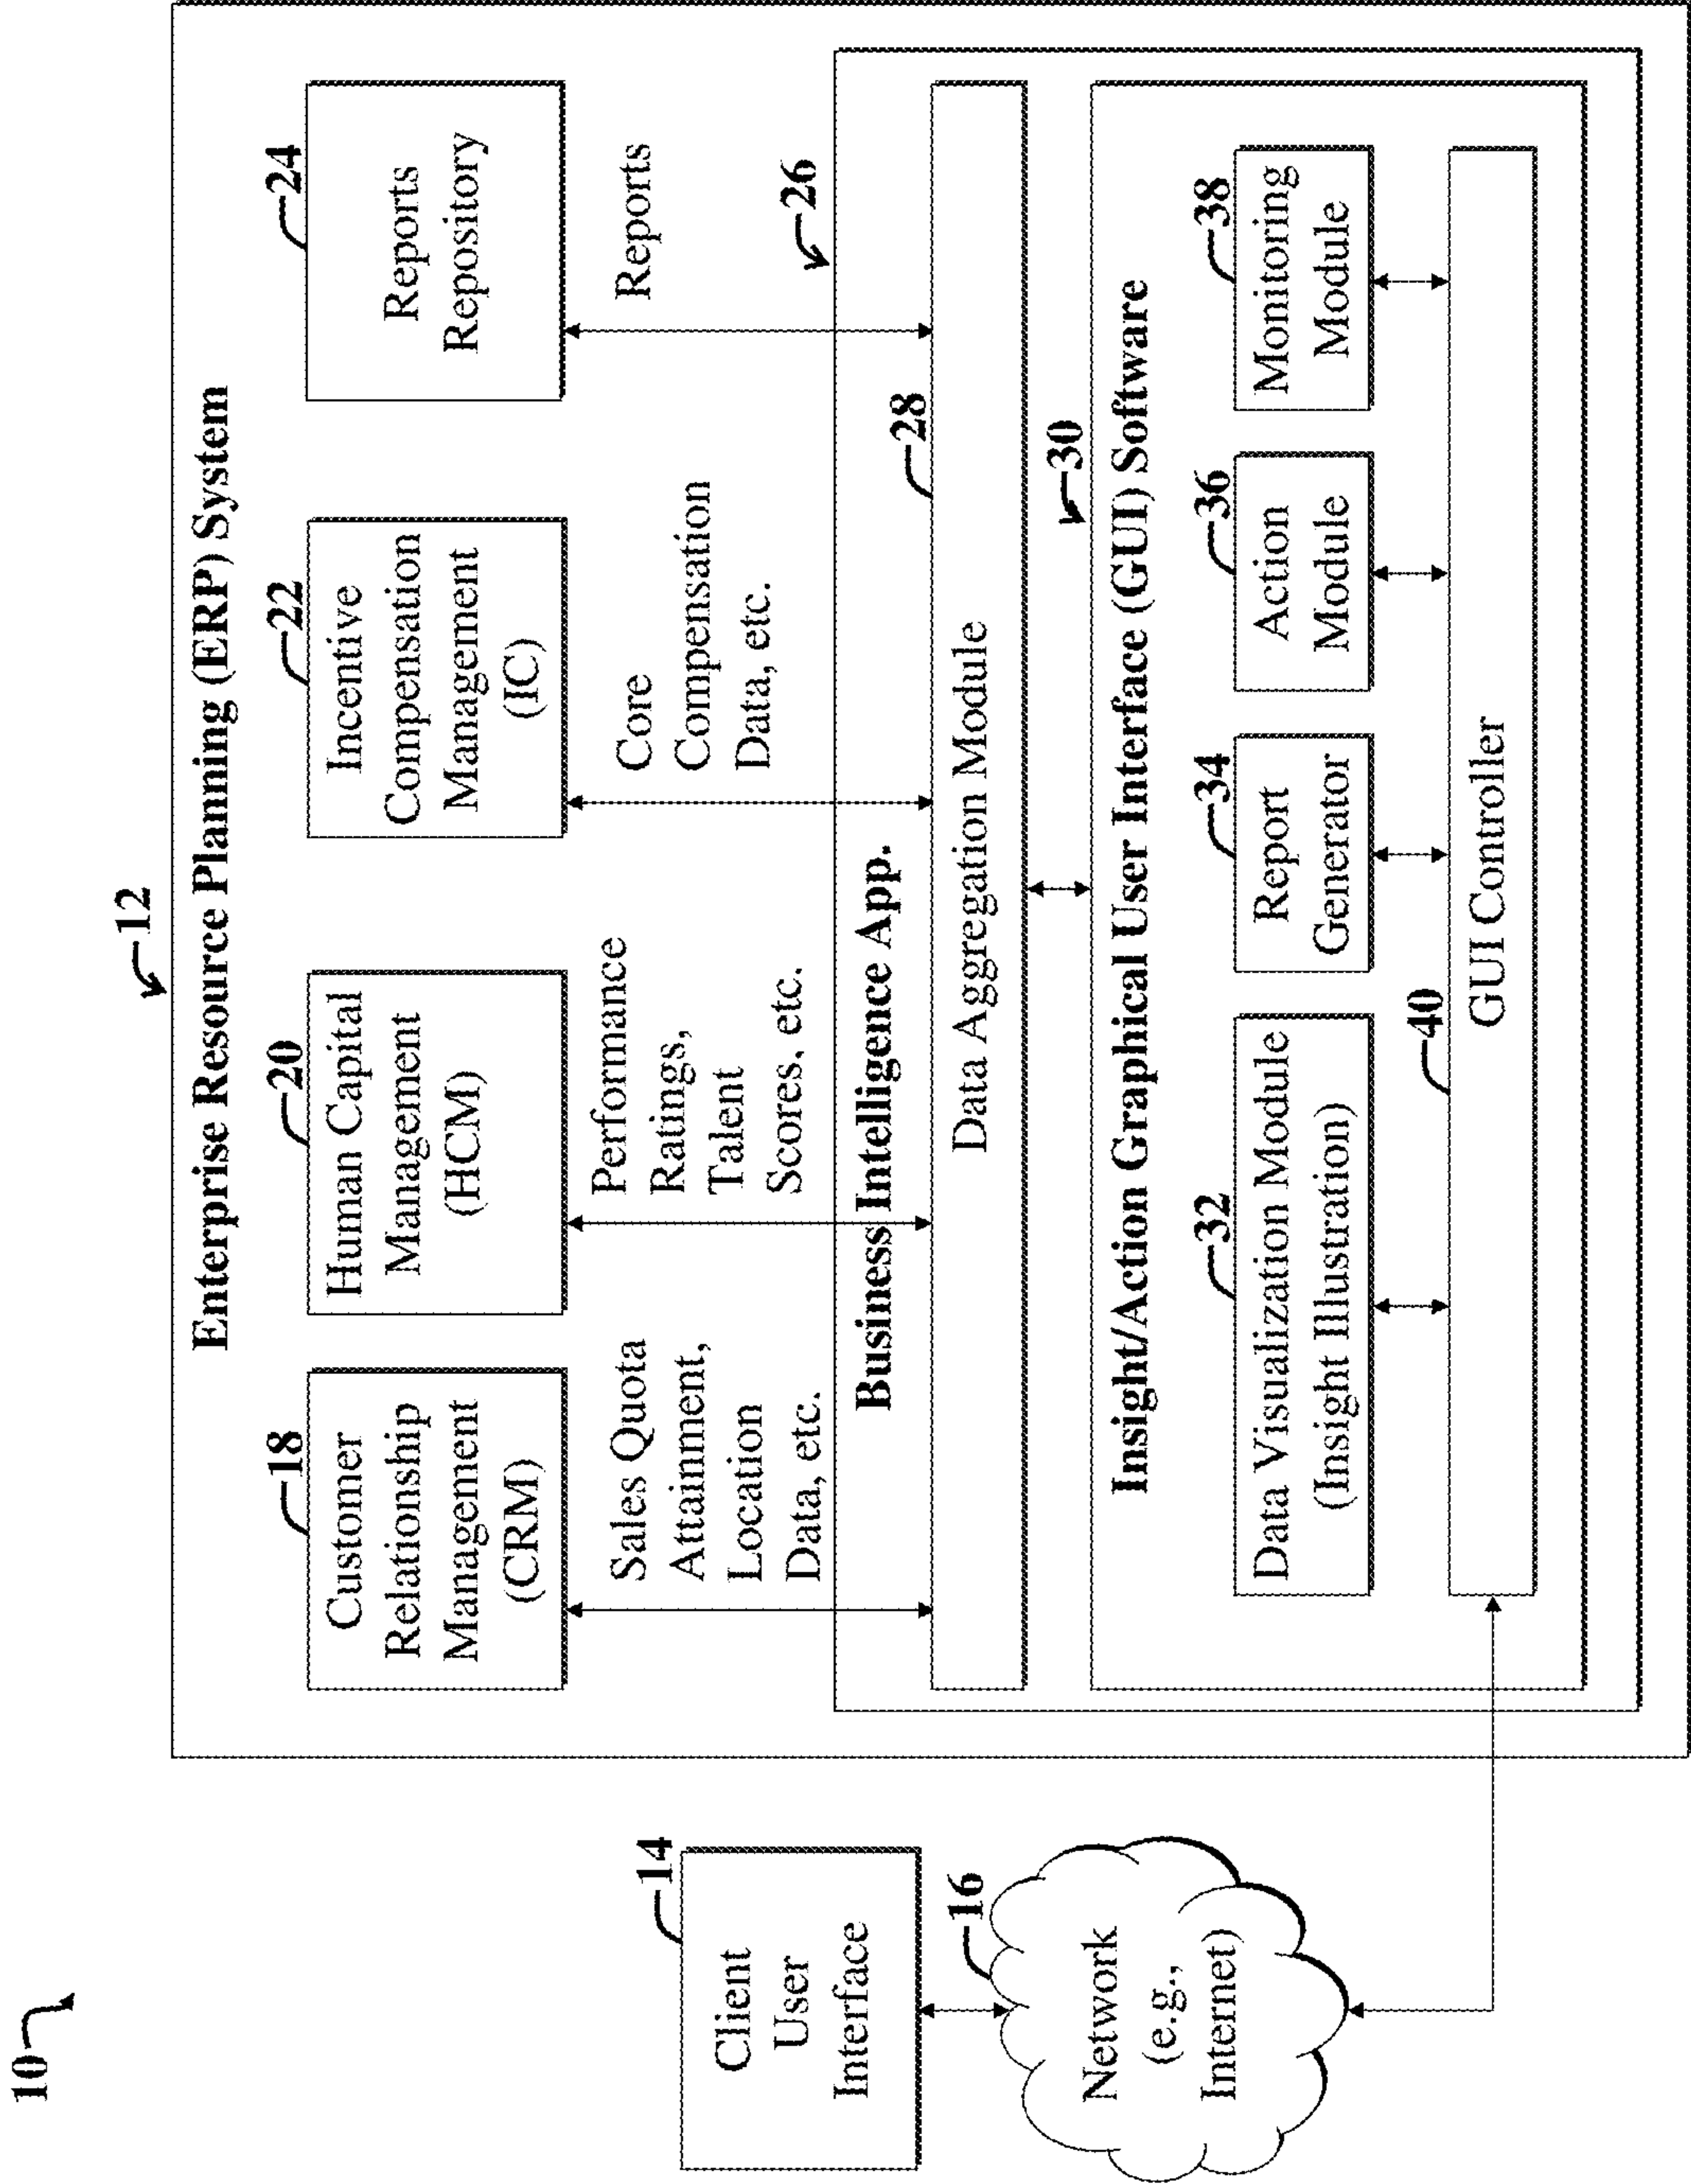 10
12
Enterprise Resource Planning (ERP) System
14
Client
User
Interface
16
Network
(e.g.,
Internet)
18
Customer
Relationship
Management
(CRM)
20
Human Capital
Management
(HCM)
22
Incentive
Compensation
Management
(IC)
24
Reports
Repository
Sales Quota
Attainment,
Location
Data, etc.
Performance
Ratings,
Talent
Scores, etc.
Core
Compensation
Data, etc.
Reports
26
Business Intelligence App.
28
Data Aggregation Module
30
Insight/Action Graphical User Interface (GUI) Software
32
Data Visualization Module
(Insight Illustration)
34
Report
Generator
36
Action
Module
38
Monitoring
Module
40
GUI Controller